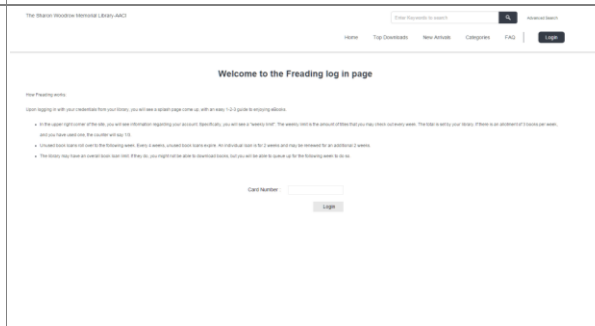 The Sharon Woodrow Memorial Library-AACI
Enter Keywords to search
Advanced Search
Home Top Downloads New Arrivals Categories FAQ Login
Welcome to the Freading log in page
How Freading works.
Upon logging in with your credentials from your library, you will see a splash page come up, with an easy 1-2-3 guide to enjoying eBooks.
In the upper right corner of the site, you will see information regarding your account. Specifically, you will see a "weekly limit". The weekly limit is the amount of titles that you may check out every week. The total is set by your library. If there is an allotment of 5 books per week,
and you have used one, the counter will say 1/5.
Unused book loans roll over to the following week. Every 4 weeks, unused book loans expire. An individual loan is for 2 weeks and may be renewed for an additional 2 weeks.
The library may have an overall book loan limit. If they do, you might not be able to download books, but you will be able to queue up for the following week to do so.
Card Number :
Login